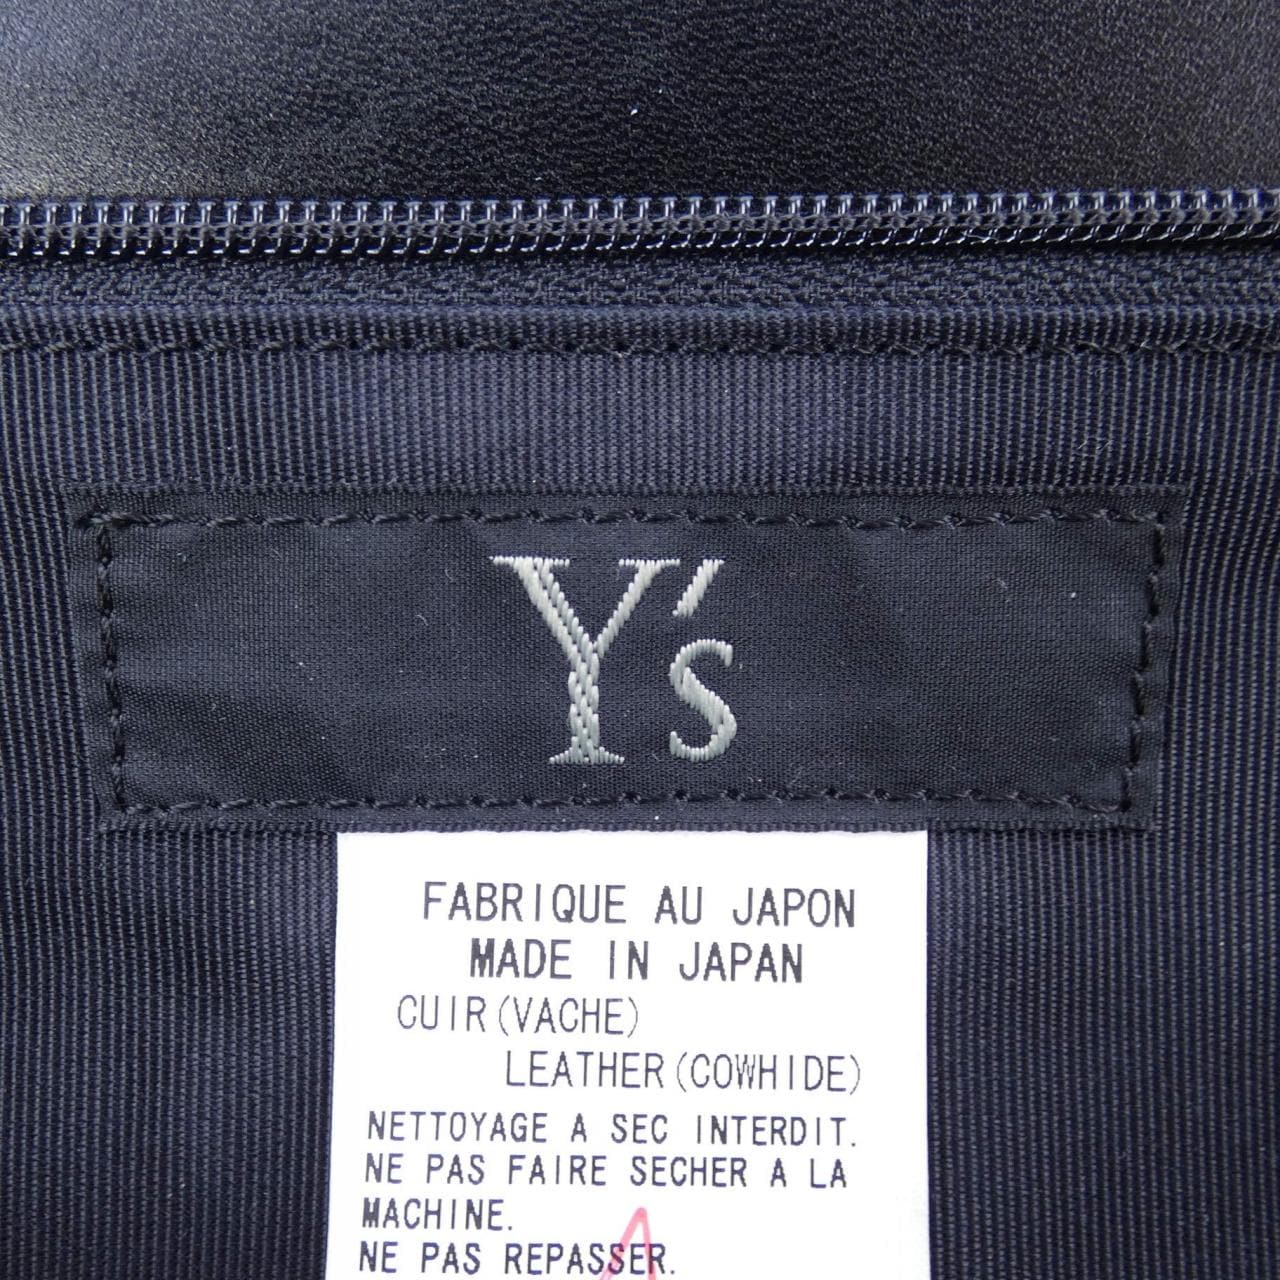 Y's
FABRIQUE AU JAPON
MADE IN JAPAN
CUIR(VACHE)
LEATHER(COWHIDE)
NETTOYAGE A SEC INTERDIT.
NE PAS FAIRE SECHER A LA
MACHINE.
NE PAS REPASSER.